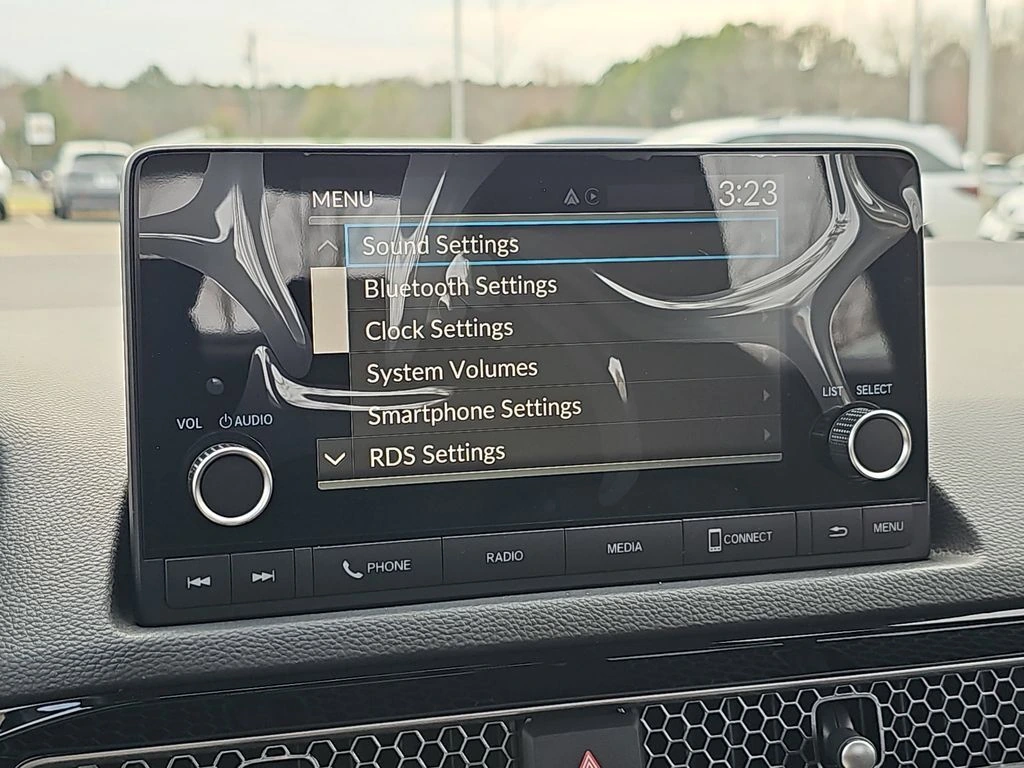 MENU 3:23
Sound Settings
Bluetooth Settings
Clock Settings
System Volumes
Smartphone Settings
RDS Settings
VOL AUDIO
LIST SELECT
PHONE RADIO MEDIA CONNECT MENU